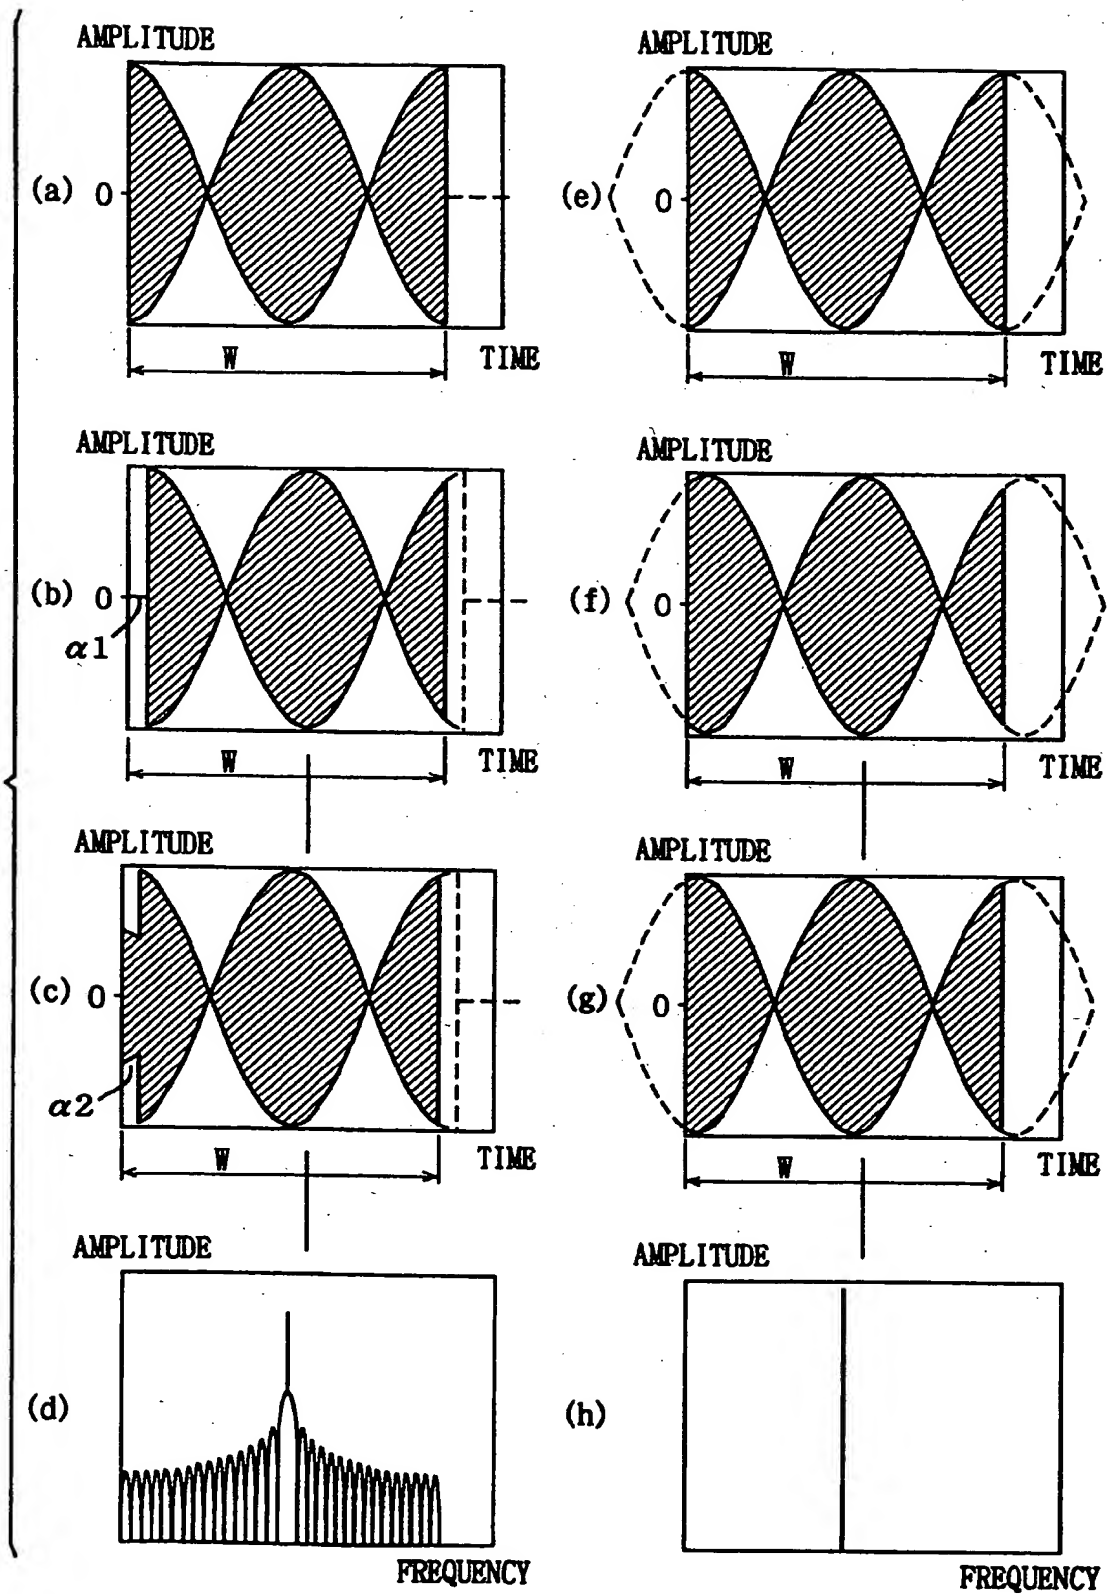 AMPLITUDE
(a) 0
W
TIME
AMPLITUDE
(b) 0
α1
W
TIME
AMPLITUDE
(c) 0
α2
W
TIME
AMPLITUDE
(d)
FREQUENCY
AMPLITUDE
(e) 0
W
TIME
AMPLITUDE
(f) 0
W
TIME
AMPLITUDE
(g) 0
W
TIME
AMPLITUDE
(h)
FREQUENCY